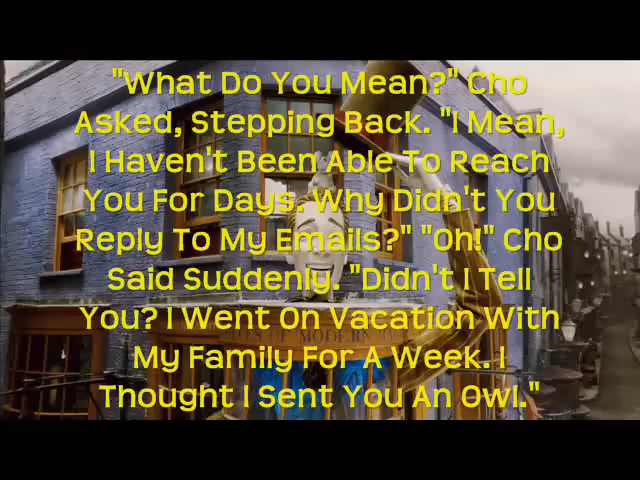 "What Do You Mean?" Cho
Asked, Stepping Back. "I Mean,
I Haven't Been Able To Reach
You For Days. Why Didn't You
Reply To My Emails?" "Oh!" Cho
Said Suddenly. "Didn't I Tell
You? I Went On Vacation With
My Family For A Week. I
Thought I Sent You An Owl."